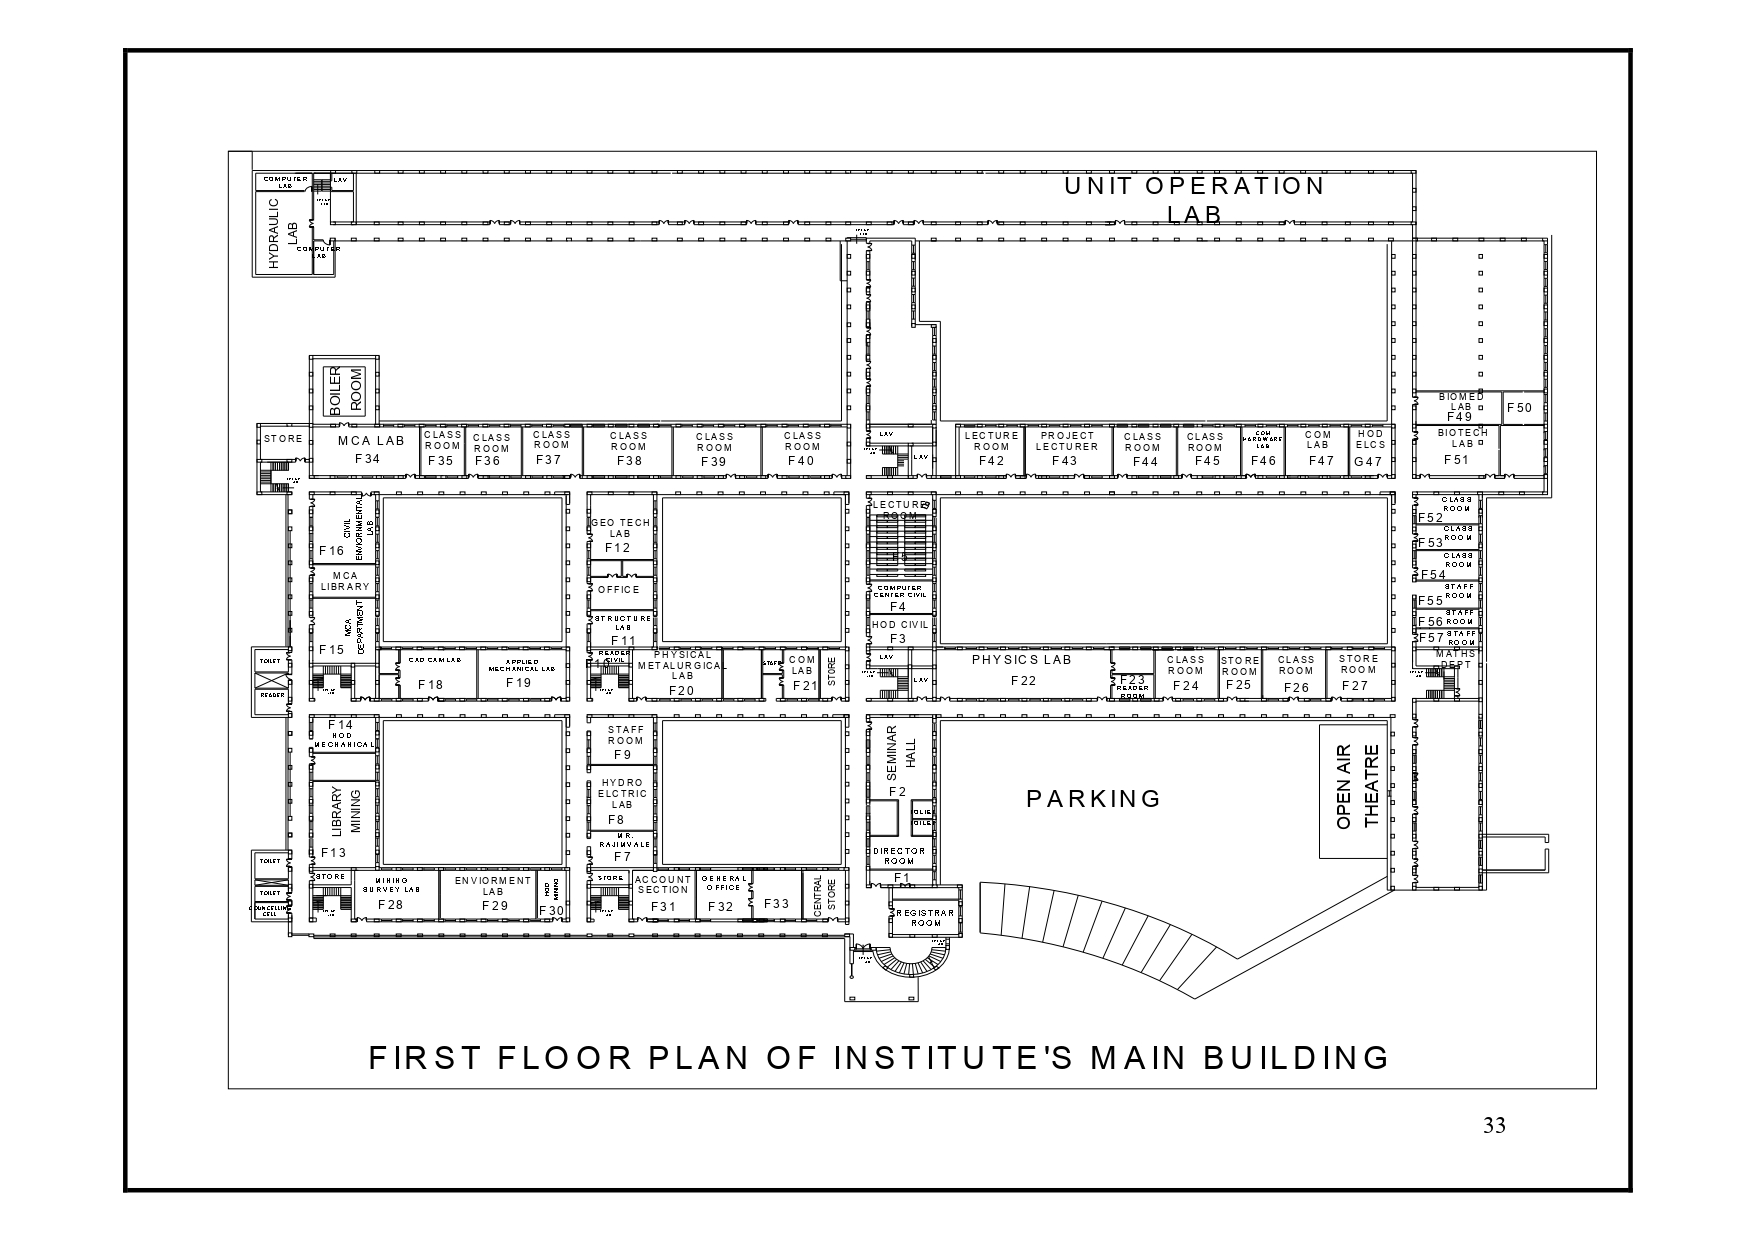 UNIT OPERATION
LAB
COMPUTER
LAB
LAV
HYDRAULIC
LAB
COMPUTER
LAB
BOILER
ROOM
STORE
MCA LAB
F34
CLASS
ROOM
F35
CLASS
ROOM
F36
CLASS
ROOM
F37
CLASS
ROOM
F38
CLASS
ROOM
F39
CLASS
ROOM
F40
LAV
LAV
LECTURE
ROOM
F42
PROJECT
LECTURER
F43
CLASS
ROOM
F44
CLASS
ROOM
F45
COM
HARDWARE
LAB
F46
COM
LAB
F47
HOD
ELCS
G47
BIOMED
LAB
F49
F50
BIOTECH
LAB
F51
CIVIL
ENVIORNMENTAL
LAB
F16
MCA
LIBRARY
MCA
DEPARTMENT
F15
GEO TECH
LAB
F12
OFFICE
STRUCTURE
LAB
F11
READER
CIVIL
LECTURE
ROOM
F5
COMPUTER
CENTER CIVIL
F4
HOD CIVIL
F3
CLASS
ROOM
F52
CLASS
ROOM
F53
CLASS
ROOM
F54
STAFF
ROOM
F55
STAFF
ROOM
F56
STAFF
ROOM
F57
MATHS
DEPT
TOILET
READER
CAD CAM LAB
F18
APPLIED
MECHANICAL LAB
F19
PHYSICAL
METALURGICAL
LAB
F20
STAFF
COM
LAB
F21
STORE
LAV
LAV
PHYSICS LAB
F22
F23
READER
ROOM
CLASS
ROOM
F24
STORE
ROOM
F25
CLASS
ROOM
F26
STORE
ROOM
F27
F14
HOD
MECHANICAL
LIBRARY
MINING
F13
STAFF
ROOM
F9
HYDRO
ELCTRIC
LAB
F8
MR.
RAJIMVALE
F7
SEMINAR
HALL
F2
DIRECTOR
ROOM
F1
PARKING
OPEN AIR
THEATRE
TOILET
TOILET
COUNCELLING
CELL
STORE
MINING
SURVEY LAB
F28
ENVIORMENT
LAB
F29
HOD
MINING
F30
STORE
ACCOUNT
SECTION
F31
GENERAL
OFFICE
F32
F33
CENTRAL
STORE
REGISTRAR
ROOM
FIRST FLOOR PLAN OF INSTITUTE'S MAIN BUILDING
33